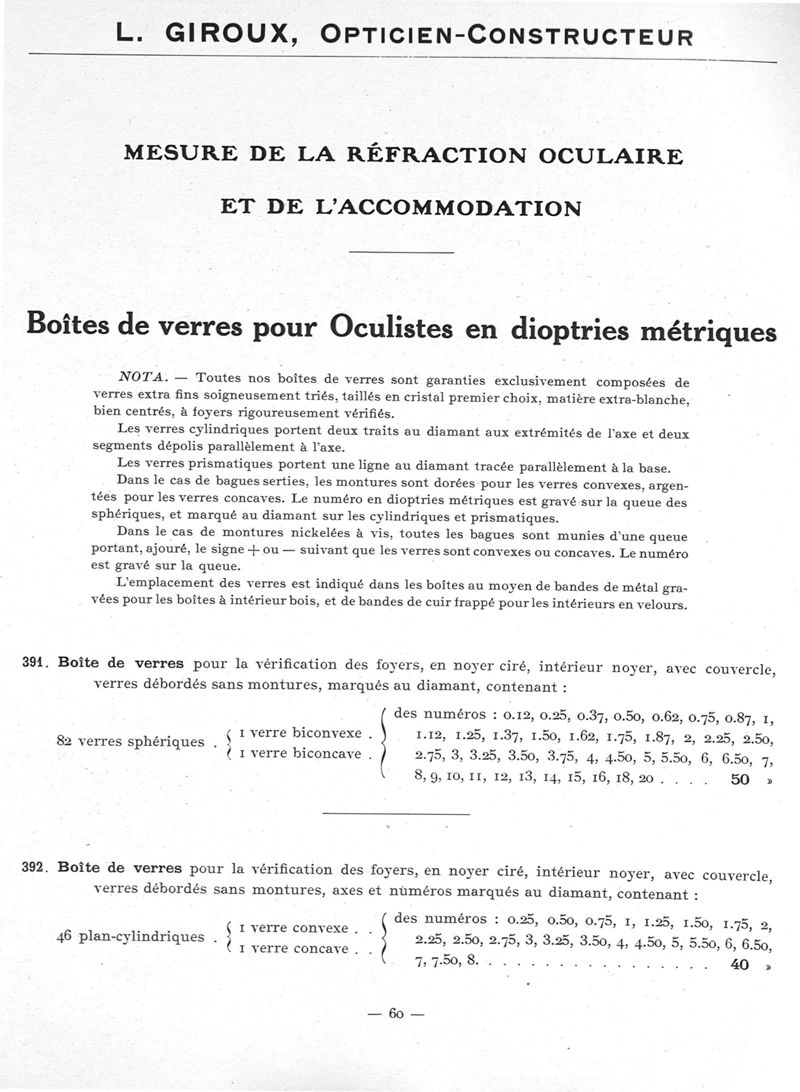 L. GIROUX, OPTICIEN-CONSTRUCTEUR
MESURE DE LA RÉFRACTION OCULAIRE
ET DE L'ACCOMMODATION
Boîtes de verres pour Oculistes en dioptries métriques
NOTA. — Toutes nos boîtes de verres sont garanties exclusivement composées de
verres extra fins soigneusement triés, taillés en cristal premier choix, matière extra-blanche,
bien centrés, à foyers rigoureusement vérifiés.
Les verres cylindriques portent deux traits au diamant aux extrémités de l'axe et deux
segments dépolis parallèlement à l'axe.
Les verres prismatiques portent une ligne au diamant tracée parallèlement à la base.
Dans le cas de bagues serties, les montures sont dorées pour les verres convexes, argen-
tées pour les verres concaves. Le numéro en dioptries métriques est gravé sur la queue des
sphériques, et marqué au diamant sur les cylindriques et prismatiques.
Dans le cas de montures nickelées à vis, toutes les bagues sont munies d'une queue
portant, ajouré, le signe + ou — suivant que les verres sont convexes ou concaves. Le numéro
est gravé sur la queue.
L'emplacement des verres est indiqué dans les boîtes au moyen de bandes de métal gra-
vées pour les boîtes à intérieur bois, et de bandes de cuir frappé pour les intérieurs en velours.
391. Boîte de verres pour la vérification des foyers, en noyer ciré, intérieur noyer, avec couvercle,
verres débordés sans montures, marqués au diamant, contenant :
82 verres sphériques . { 1 verre biconvexe . } { des numéros : 0.12, 0.25, 0.37, 0.50, 0.62, 0.75, 0.87, 1,
1 verre biconcave . 1.12, 1.25, 1.37, 1.50, 1.62, 1.75, 1.87, 2, 2.25, 2.50,
2.75, 3, 3.25, 3.50, 3.75, 4, 4.50, 5, 5.50, 6, 6.50, 7,
8, 9, 10, 11, 12, 13, 14, 15, 16, 18, 20 . . . . 50 »
392. Boîte de verres pour la vérification des foyers, en noyer ciré, intérieur noyer, avec couvercle,
verres débordés sans montures, axes et numéros marqués au diamant, contenant :
46 plan-cylindriques . { 1 verre convexe . . } { des numéros : 0.25, 0.50, 0.75, 1, 1.25, 1.50, 1.75, 2,
1 verre concave . . 2.25, 2.50, 2.75, 3, 3.25, 3.50, 4, 4.50, 5, 5.50, 6, 6.50,
7, 7.50, 8. . . . . . . . . . . . . . . . . 40 »
— 60 —